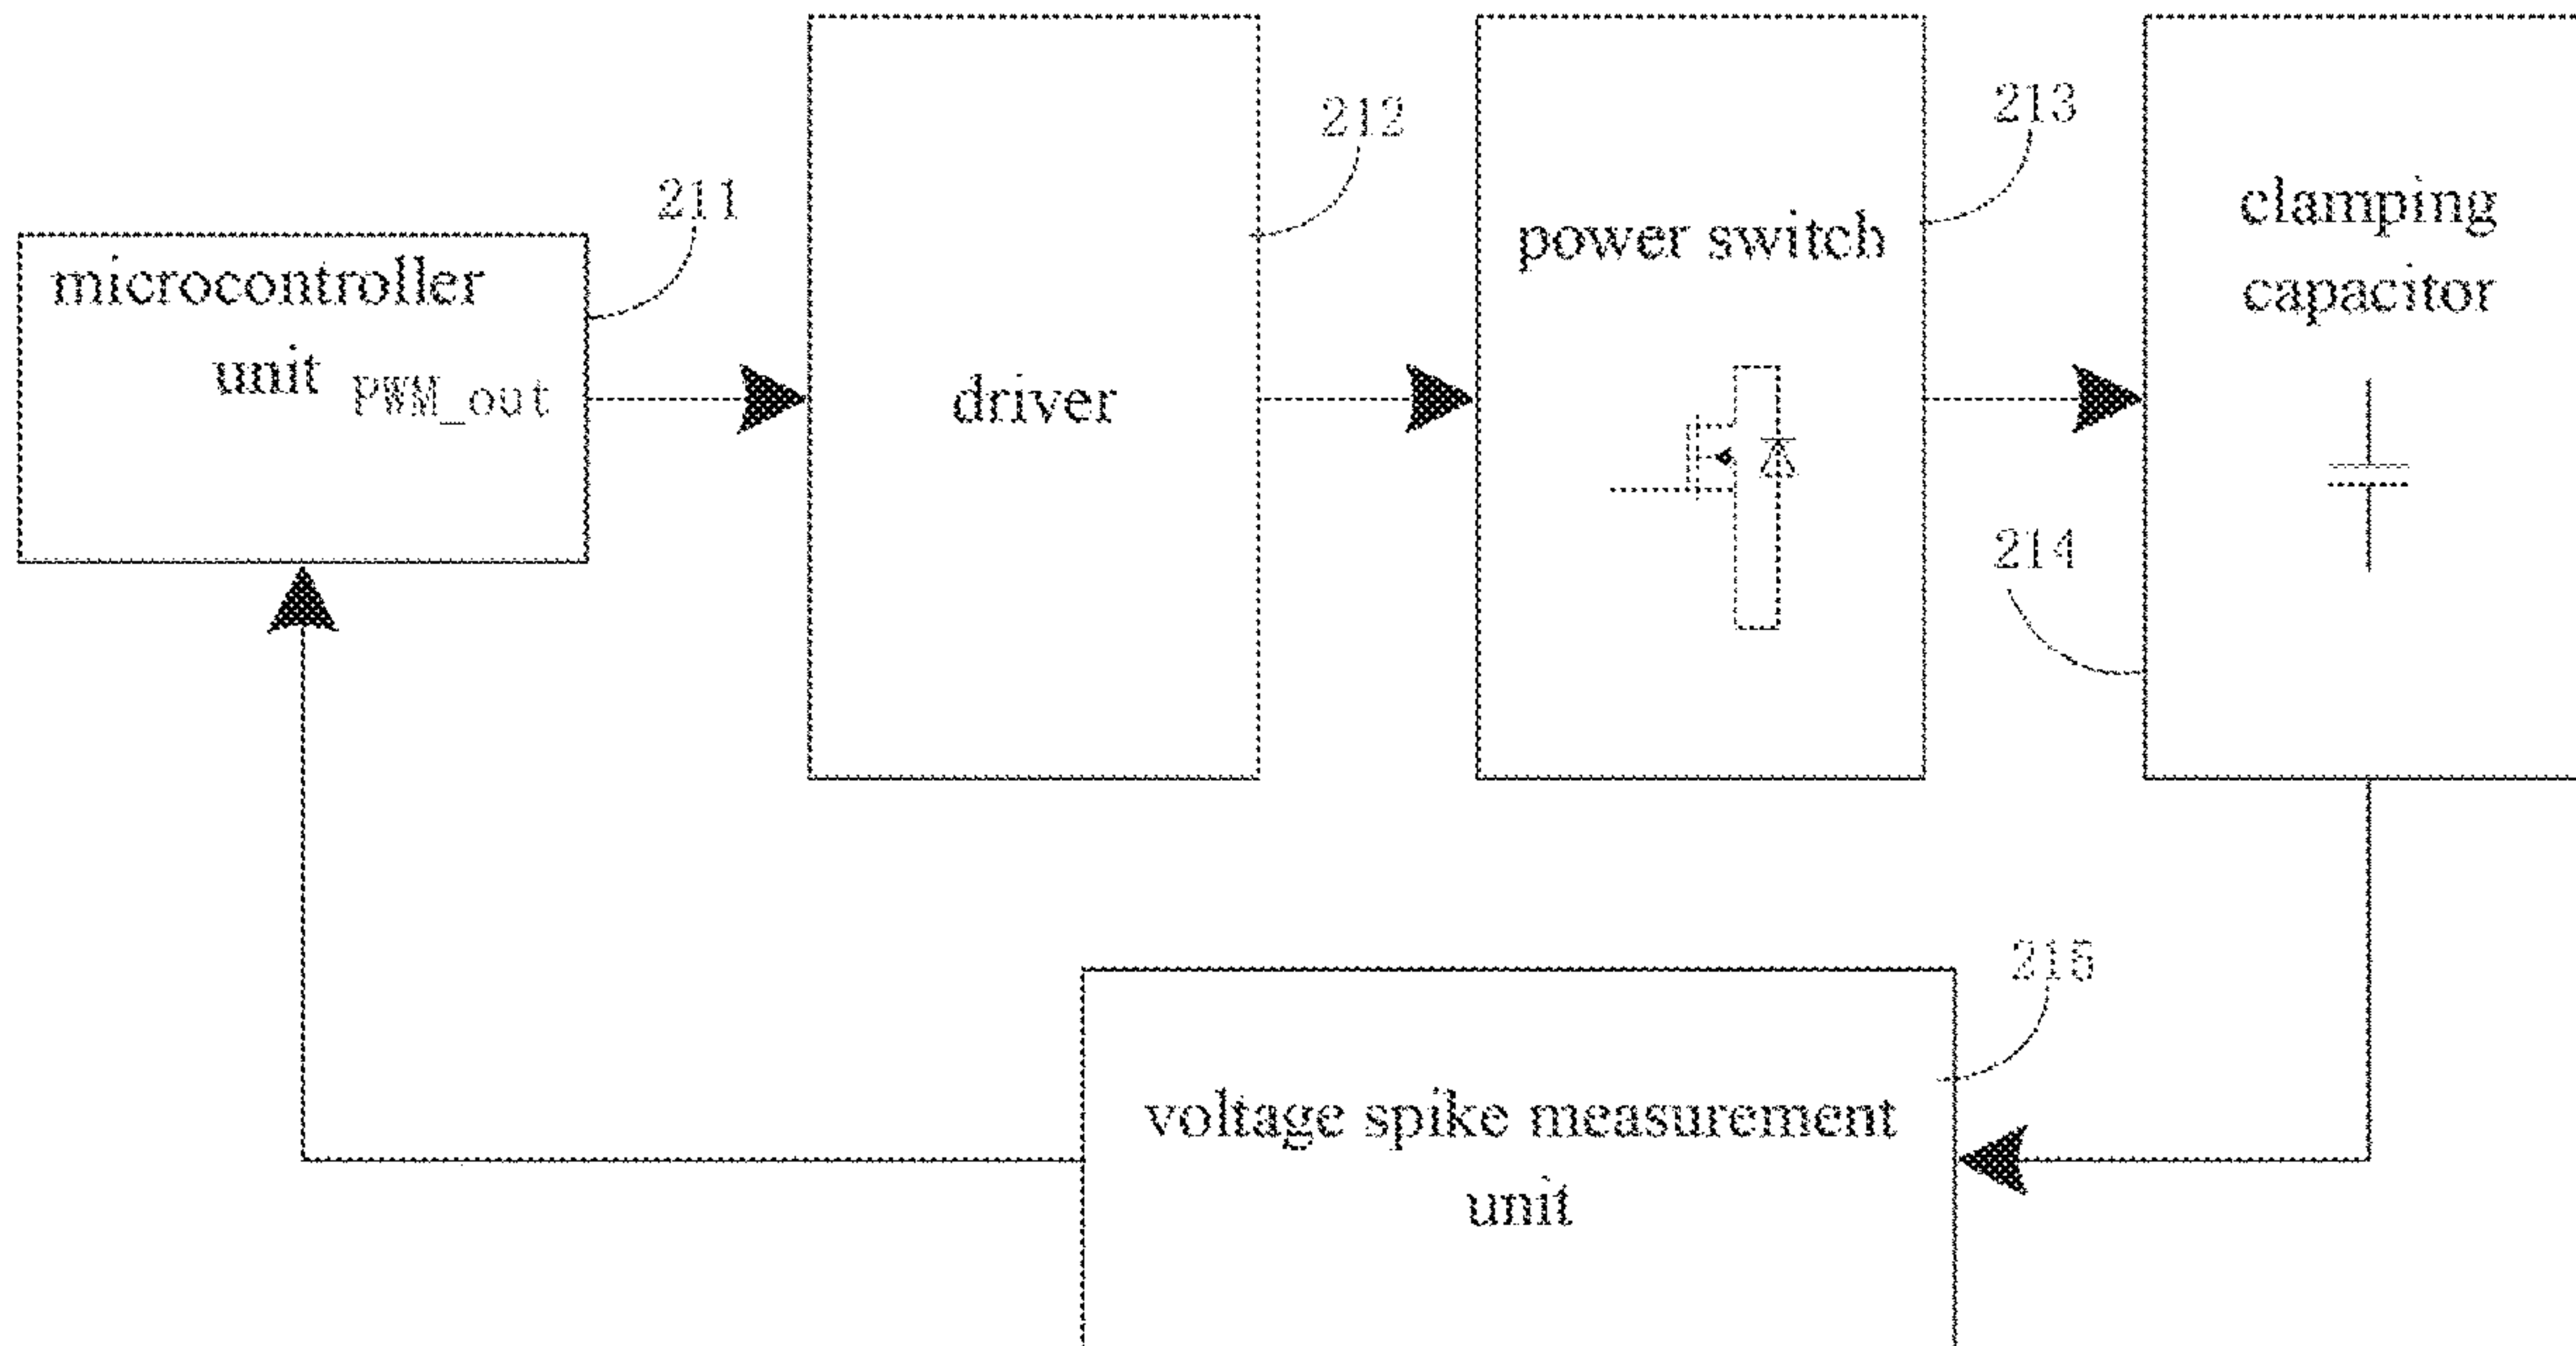 212
213
211
clamping
capacitor
power switch
microcontroller
unit PWM_out
driver
214
215
voltage spike measurement
unit